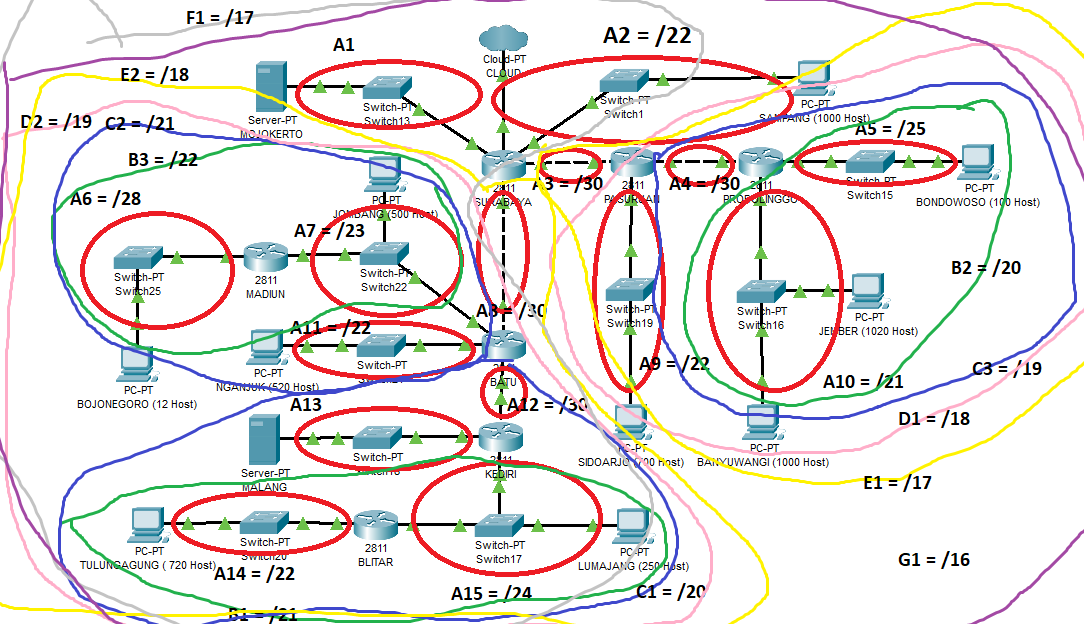 F1 = /17
A1
A2 = /22
Cloud-PT
CLOUD
E2 = /18
Switch-PT
Switch13
Server-PT
MOJOKERTO
Switch-PT
Switch1
PC-PT
SAMPANG (1000 Host)
D2 = /19
C2 = /21
A5 = /25
B3 = /22
2811
SURABAYA
A3 = /30
2811
PASURUAN
A4 = /30
2811
PROBOLINGGO
Switch-PT
Switch15
PC-PT
BONDOWOSO (100 Host)
A6 = /28
PC-PT
JOMBANG (500 Host)
A7 = /23
Switch-PT
Switch25
2811
MADIUN
Switch-PT
Switch22
B2 = /20
A8 = /30
Switch-PT
Switch19
Switch-PT
Switch16
PC-PT
JEMBER (1020 Host)
A11 = /22
PC-PT
NGANJUK (520 Host)
Switch-PT
BATU
A9 = /22
C3 = /19
A10 = /21
PC-PT
BOJONEGORO (12 Host)
A13
A12 = /30
D1 = /18
Server-PT
MALANG
Switch-PT
2811
KEDIRI
PC-PT
SIDOARJO
Host)
PC-PT
BANYUWANGI (1000 Host)
E1 = /17
PC-PT
TULUNGAGUNG ( 720 Host)
Switch-PT
Switch20
2811
BLITAR
Switch-PT
Switch17
PC-PT
LUMAJANG (250 Host)
A14 = /22
A15 = /24
C1 = /20
G1 = /16
B1 = /21